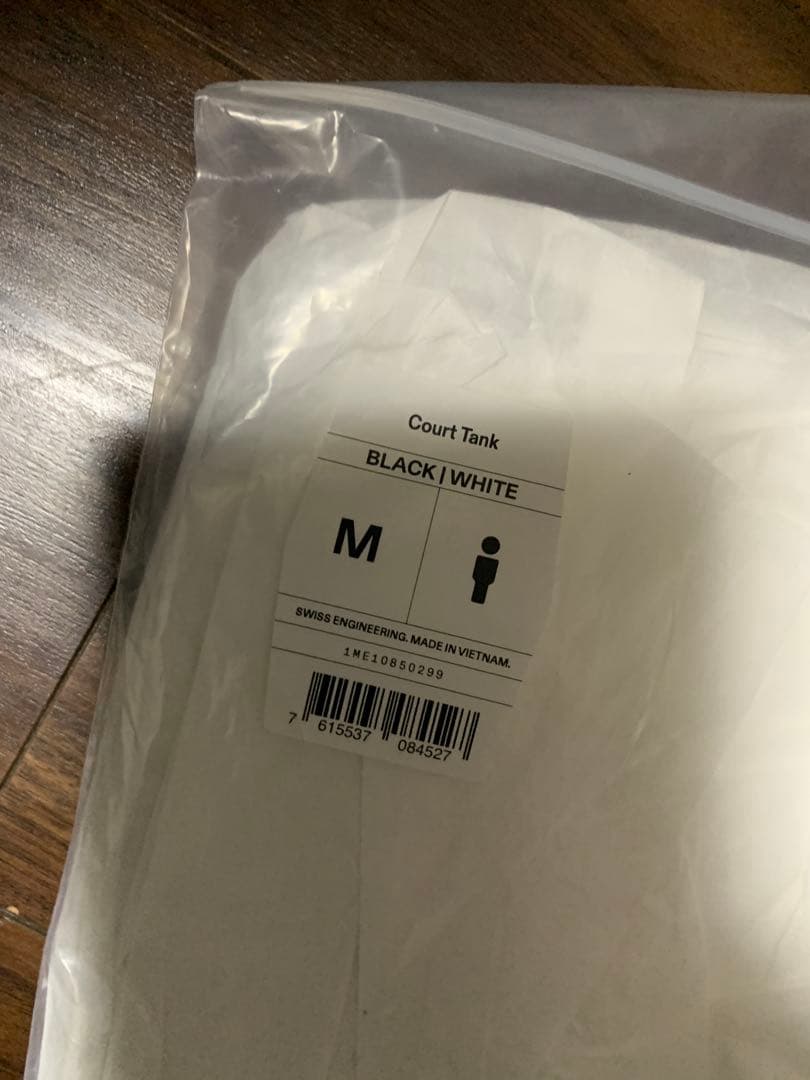 Court Tank
BLACK | WHITE
M
SWISS ENGINEERING. MADE IN VIETNAM.
1ME10850299
7 615537 084527